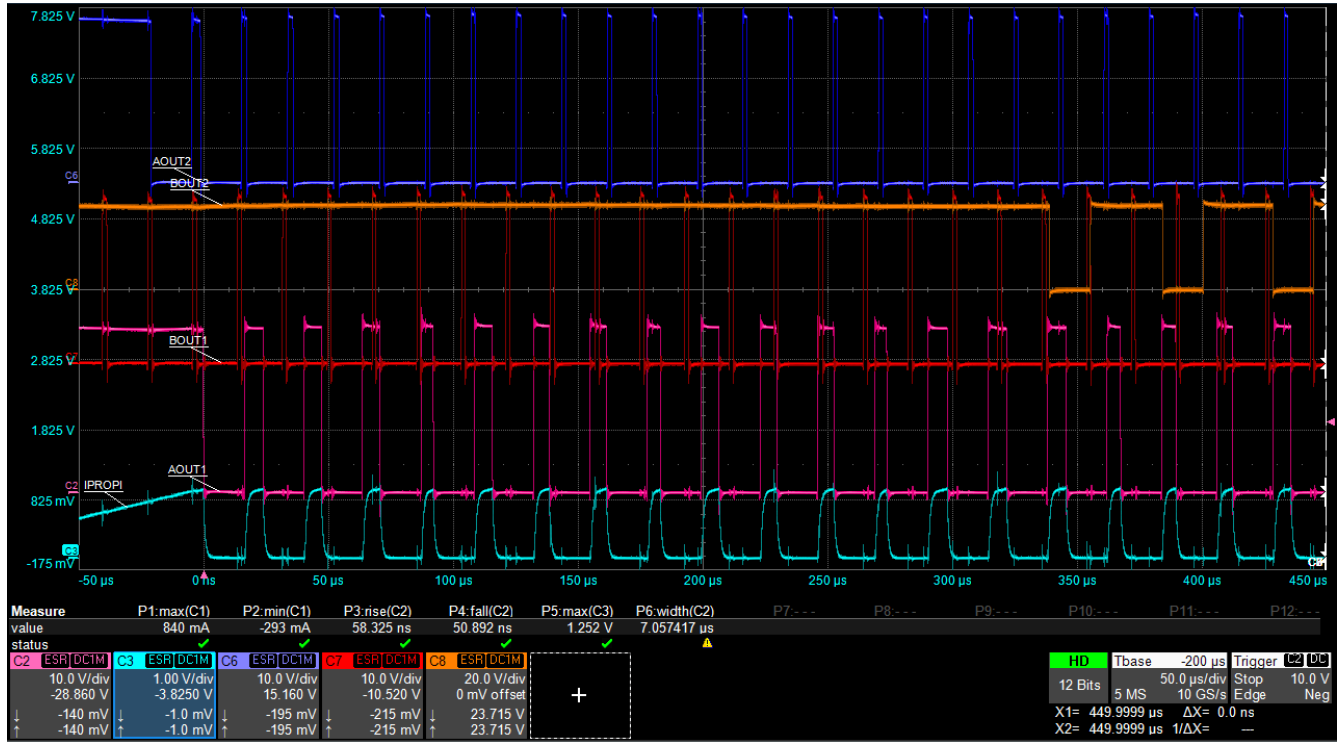 7.825 V
6.825 V
5.825 V
AOUT2
C6
BOUT2
4.825 V
C8
3.825 V
BOUT1
C7
2.825 V
1.825 V
AOUT1
C2 IPROPI
825 mV
C3
-175 mV
-50 µs 0 ns 50 µs 100 µs 150 µs 200 µs 250 µs 300 µs 350 µs 400 µs 450 µs
Measure P1:max(C1) P2:min(C1) P3:rise(C2) P4:fall(C2) P5:max(C3) P6:width(C2) P7:- - - P8:- - - P9:- - - P10:- - - P11:- - - P12:- - -
value 840 mA -293 mA 58.325 ns 50.892 ns 1.252 V 7.057417 µs
status
C2 ESR DC1M C3 ESR DC1M C6 ESR DC1M C7 ESR DC1M C8 ESR DC1M
10.0 V/div 1.00 V/div 10.0 V/div 10.0 V/div 20.0 V/div
-28.860 V -3.8250 V 15.160 V -10.520 V 0 mV offset
↓ -140 mV ↓ -1.0 mV ↓ -195 mV ↓ -215 mV ↓ 23.715 V
↑ -140 mV ↑ -1.0 mV ↑ -195 mV ↑ -215 mV ↑ 23.715 V
+
HD Tbase -200 µs Trigger C2 DC
12 Bits 50.0 µs/div Stop 10.0 V
5 MS 10 GS/s Edge Neg
X1= 449.9999 µs ΔX= 0.0 ns
X2= 449.9999 µs 1/ΔX= ---